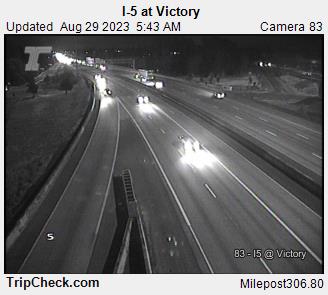 I-5 at Victory
Updated Aug 29 2023 5:43 AM Camera 83
T
S
83 - I5 @ Victory
TripCheck.com Milepost306.80